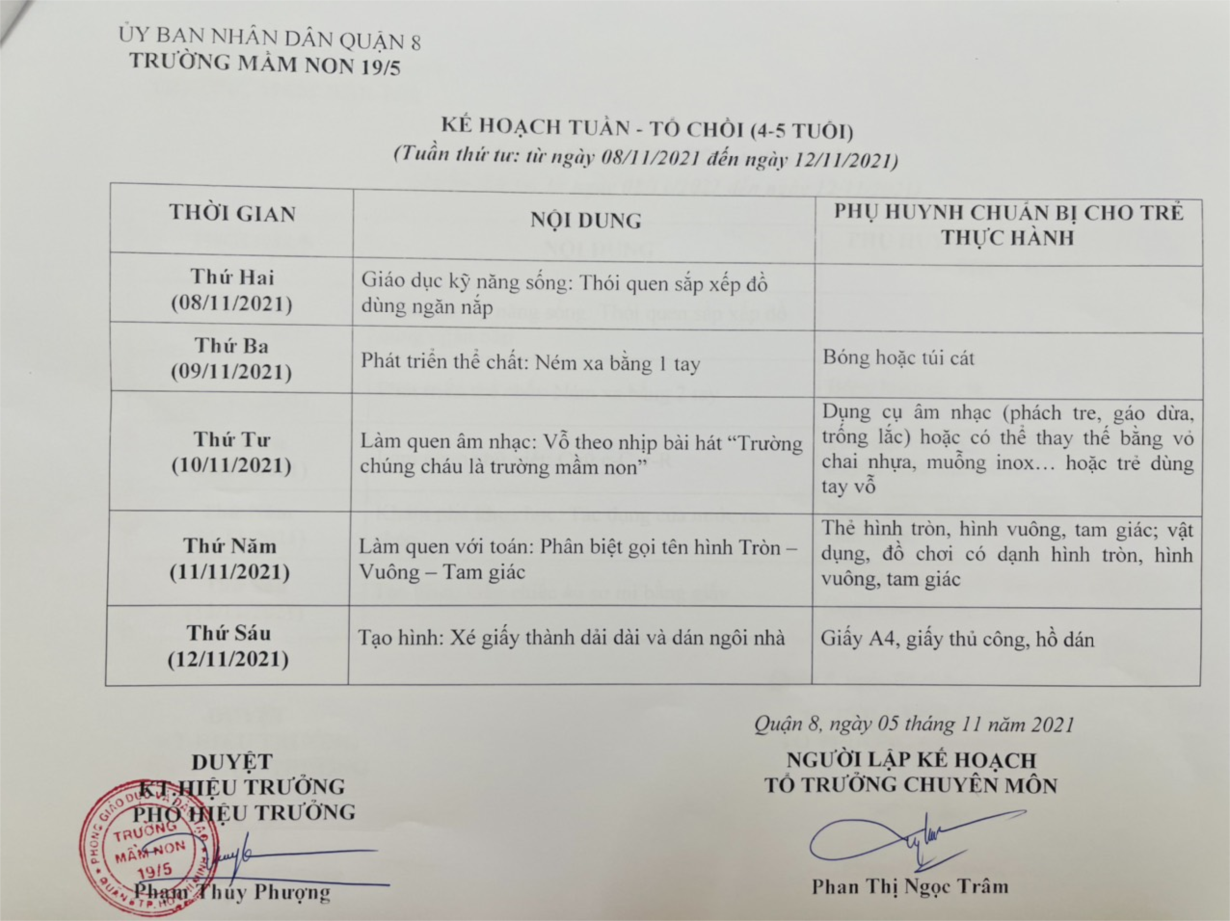 ỦY BAN NHÂN DÂN QUẬN 8
TRƯỜNG MẦM NON 19/5
KẾ HOẠCH TUẦN - TỔ CHỒI (4-5 TUỔI)
(Tuần thứ tư: từ ngày 08/11/2021 đến ngày 12/11/2021)
THỜI GIAN
NỘI DUNG
PHỤ HUYNH CHUẨN BỊ CHO TRẺ
THỰC HÀNH
Thứ Hai
(08/11/2021)
Giáo dục kỹ năng sống: Thói quen sắp xếp đồ
dùng ngăn nắp
Thứ Ba
(09/11/2021)
Phát triển thể chất: Ném xa bằng 1 tay
Bóng hoặc túi cát
Thứ Tư
(10/11/2021)
Làm quen âm nhạc: Vỗ theo nhịp bài hát “Trường
chúng cháu là trường mầm non”
Dụng cụ âm nhạc (phách tre, gáo dừa,
trống lắc) hoặc có thể thay thế bằng vỏ
chai nhựa, muỗng inox… hoặc trẻ dùng
tay vỗ
Thứ Năm
(11/11/2021)
Làm quen với toán: Phân biệt gọi tên hình Tròn –
Vuông – Tam giác
Thẻ hình tròn, hình vuông, tam giác; vật
dụng, đồ chơi có dạnh hình tròn, hình
vuông, tam giác
Thứ Sáu
(12/11/2021)
Tạo hình: Xé giấy thành dải dài và dán ngôi nhà
Giấy A4, giấy thủ công, hồ dán
Quận 8, ngày 05 tháng 11 năm 2021
DUYỆT
KT.HIỆU TRƯỞNG
PHÓ HIỆU TRƯỞNG
NGƯỜI LẬP KẾ HOẠCH
TỔ TRƯỞNG CHUYÊN MÔN
PHÒNG GIÁO DỤC VÀ ĐÀO TẠO
TRƯỜNG
MẦM NON
19/5
Phạm Thúy Phượng
Phan Thị Ngọc Trâm